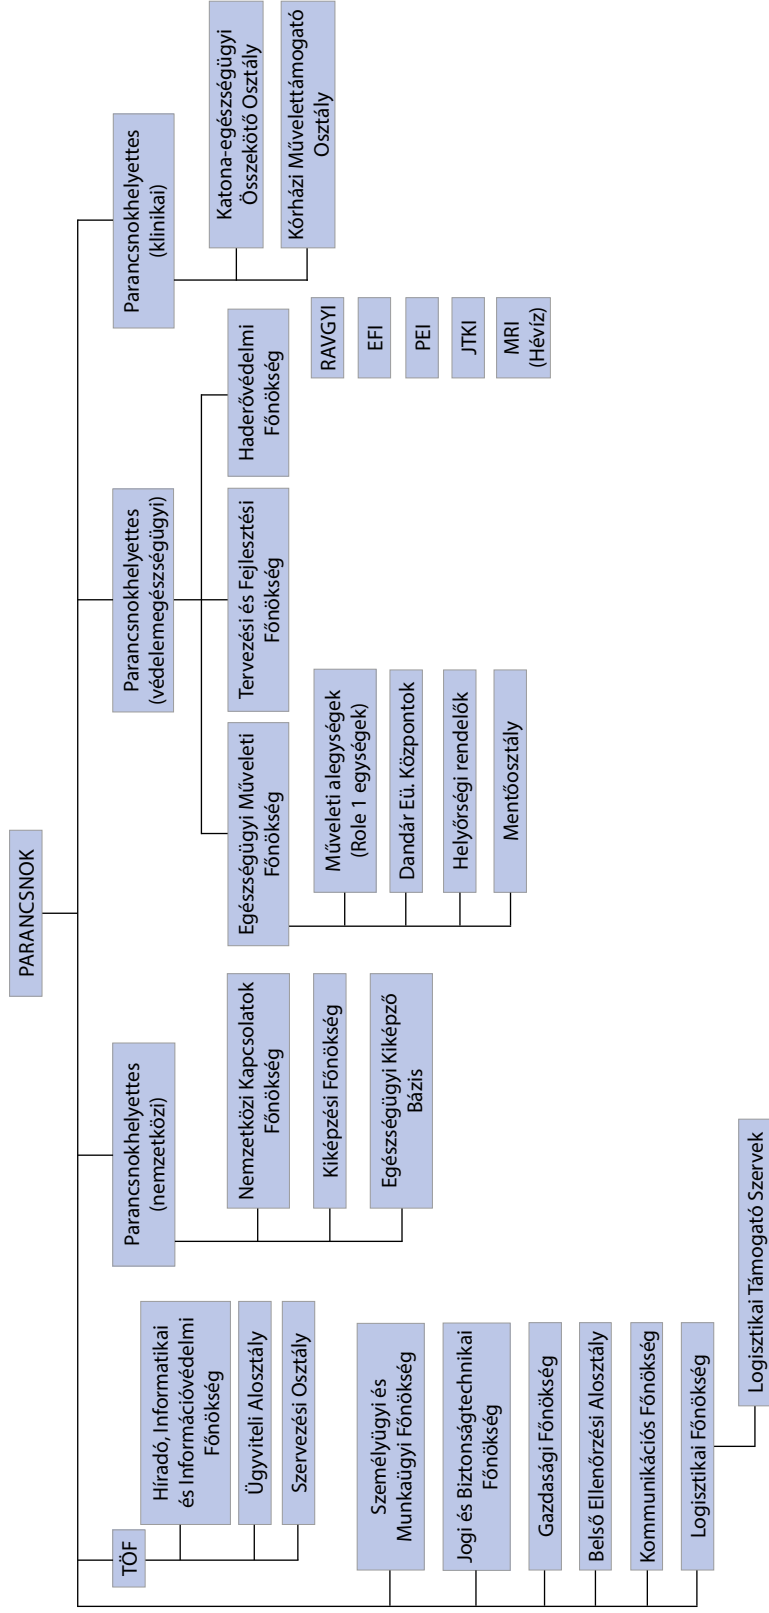 PARANCSNOK
TÖF
Híradó, Informatikai
és Információvédelmi
Főnökség
Ügyviteli Alosztály
Szervezési Osztály
Személyügyi és
Munkaügyi Főnökség
Jogi és Biztonságtechnikai
Főnökség
Gazdasági Főnökség
Belső Ellenőrzési Alosztály
Kommunikációs Főnökség
Logisztikai Főnökség
Logisztikai Támogató Szervek
Parancsnokhelyettes
(nemzetközi)
Nemzetközi Kapcsolatok
Főnökség
Kiképzési Főnökség
Egészségügyi Kiképző
Bázis
Parancsnokhelyettes
(védelemegészségügyi)
Egészségügyi Műveleti
Főnökség
Műveleti alegységek
(Role 1 egységek)
Dandár Eü. Központok
Helyőrségi rendelők
Mentőosztály
Tervezési és Fejlesztési
Főnökség
Haderővédelmi
Főnökség
RAVGYI
EFI
PEI
JTKI
MRI
(Hévíz)
Parancsnokhelyettes
(klinikai)
Katona-egészségügyi
Összekötő Osztály
Kórházi Művelettámogató
Osztály